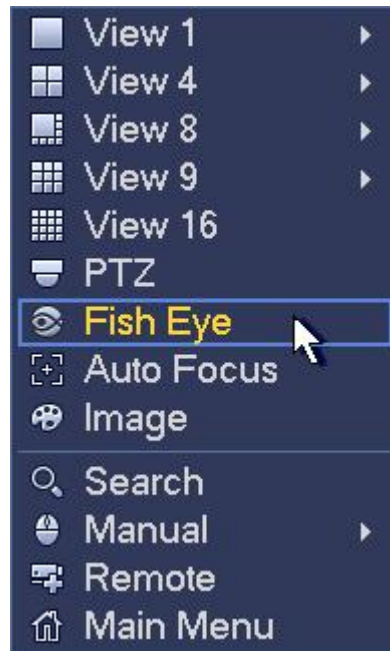 View 1
View 4
View 8
View 9
View 16
PTZ
Fish Eye
Auto Focus
Image
Search
Manual
Remote
Main Menu